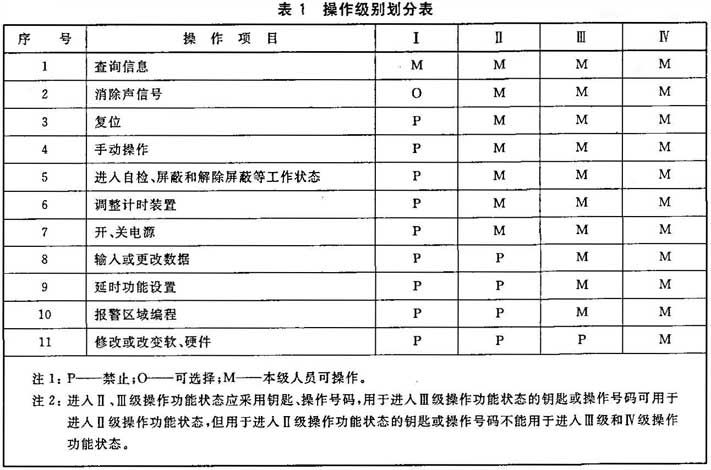 表 1 操作级别划分表
序 号 操 作 项 目 Ⅰ Ⅱ Ⅲ Ⅳ
1 查询信息 M M M M
2 消除声信号 O M M M
3 复位 P M M M
4 手动操作 P M M M
5 进入自检、屏蔽和解除屏蔽等工作状态 P M M M
6 调整计时装置 P M M M
7 开、关电源 P M M M
8 输入或更改数据 P P M M
9 延时功能设置 P P M M
10 报警区域编程 P P M M
11 修改或改变软、硬件 P P P M
注 1: P——禁止;O——可选择;M——本级人员可操作。
注 2: 进入Ⅱ、Ⅲ级操作功能状态应采用钥匙、操作号码,用于进入Ⅲ级操作功能状态的钥匙或操作号码可用于
进入Ⅱ级操作功能状态,但用于进入Ⅱ级操作功能状态的钥匙或操作号码不能用于进入Ⅲ级和Ⅳ级操作
功能状态。